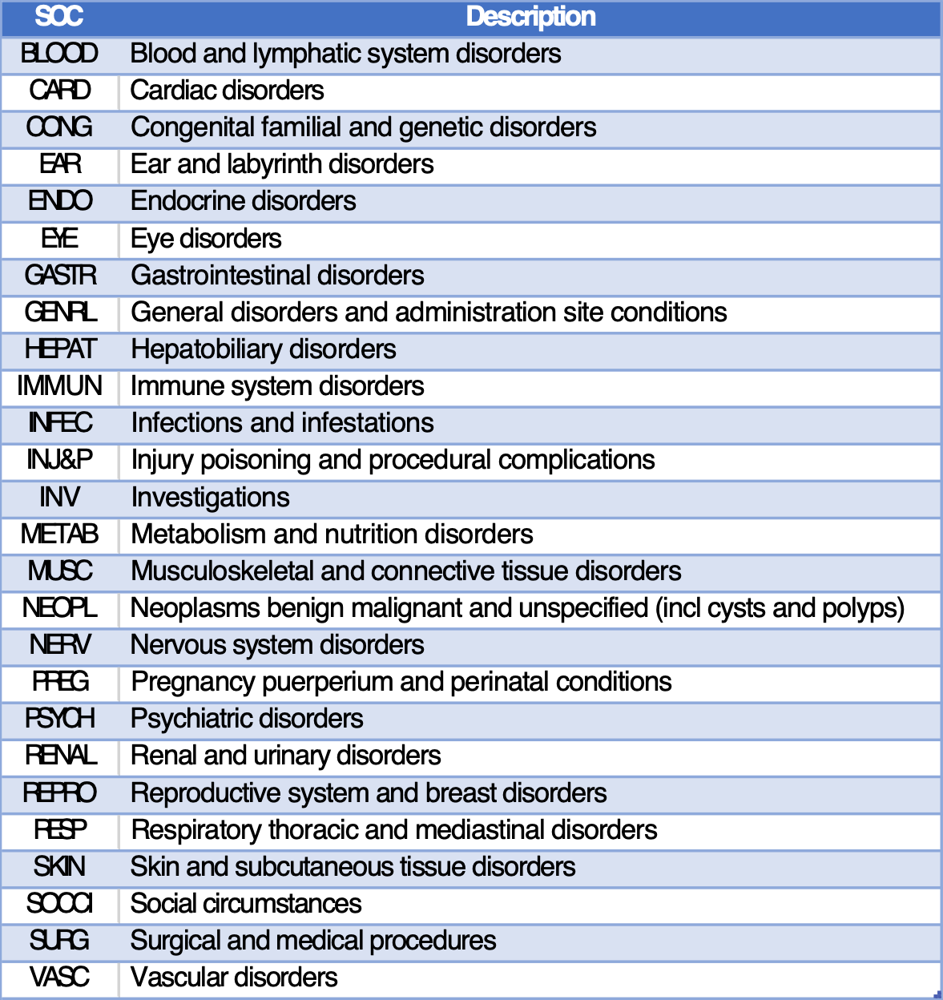 SOC Description
BLOOD Blood and lymphatic system disorders
CARD Cardiac disorders
CONG Congenital familial and genetic disorders
EAR Ear and labyrinth disorders
ENDO Endocrine disorders
EYE Eye disorders
GASTR Gastrointestinal disorders
GENRL General disorders and administration site conditions
HEPAT Hepatobiliary disorders
IMMUN Immune system disorders
INFEC Infections and infestations
INJ&P Injury poisoning and procedural complications
INV Investigations
METAB Metabolism and nutrition disorders
MUSC Musculoskeletal and connective tissue disorders
NEOPL Neoplasms benign malignant and unspecified (incl cysts and polyps)
NERV Nervous system disorders
PREG Pregnancy puerperium and perinatal conditions
PSYCH Psychiatric disorders
RENAL Renal and urinary disorders
REPRO Reproductive system and breast disorders
RESP Respiratory thoracic and mediastinal disorders
SKIN Skin and subcutaneous tissue disorders
SOCCI Social circumstances
SURG Surgical and medical procedures
VASC Vascular disorders